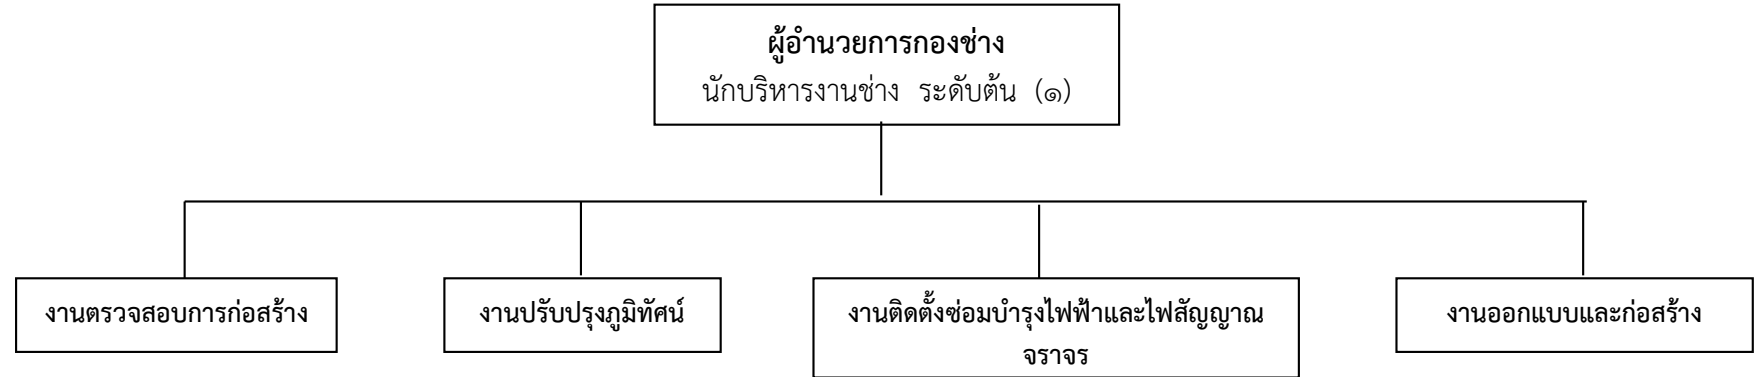 ผู้อำนวยการกองช่าง
นักบริหารงานช่าง ระดับต้น (๑)
งานตรวจสอบการก่อสร้าง
งานปรับปรุงภูมิทัศน์
งานติดตั้งซ่อมบำรุงไฟฟ้าและไฟสัญญาณ
จราจร
งานออกแบบและก่อสร้าง